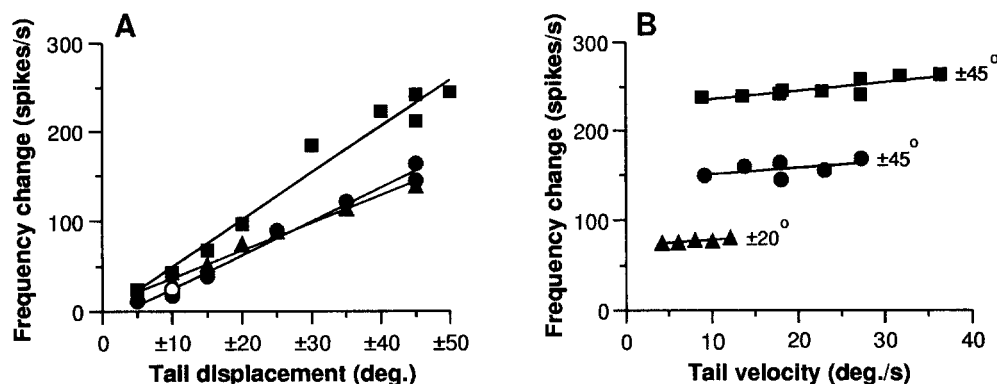 A
Frequency change (spikes/s)
300
200
100
0
0 ±10 ±20 ±30 ±40 ±50
Tail displacement (deg.)
B
Frequency change (spikes/s)
300
200
100
0
±45°
±45°
±20°
0 10 20 30 40
Tail velocity (deg./s)